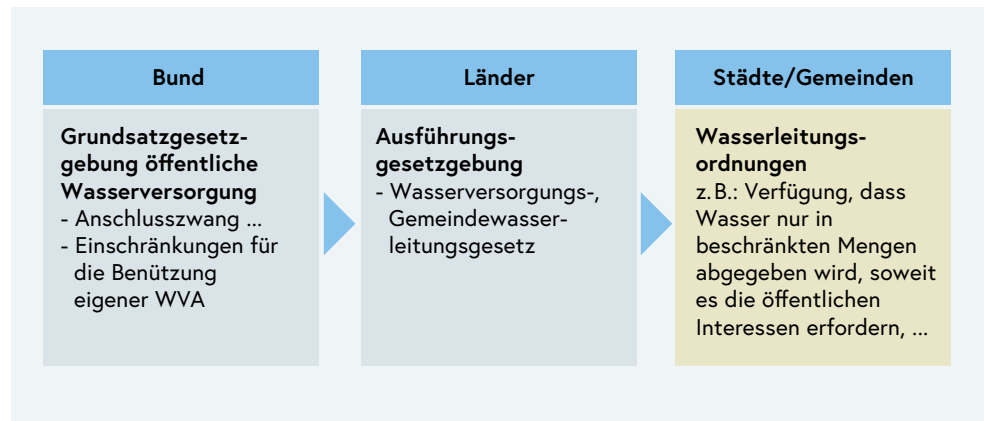 Bund
Grundsatzgesetz-
gebung öffentliche
Wasserversorgung
- Anschlusszwang ...
- Einschränkungen für
die Benützung
eigener WVA
Länder
Ausführungs-
gesetzgebung
- Wasserversorgungs-,
Gemeindewasser-
leitungsgesetz
Städte/Gemeinden
Wasserleitungs-
ordnungen
z. B.: Verfügung, dass
Wasser nur in
beschränkten Mengen
abgegeben wird, soweit
es die öffentlichen
Interessen erfordern, ...